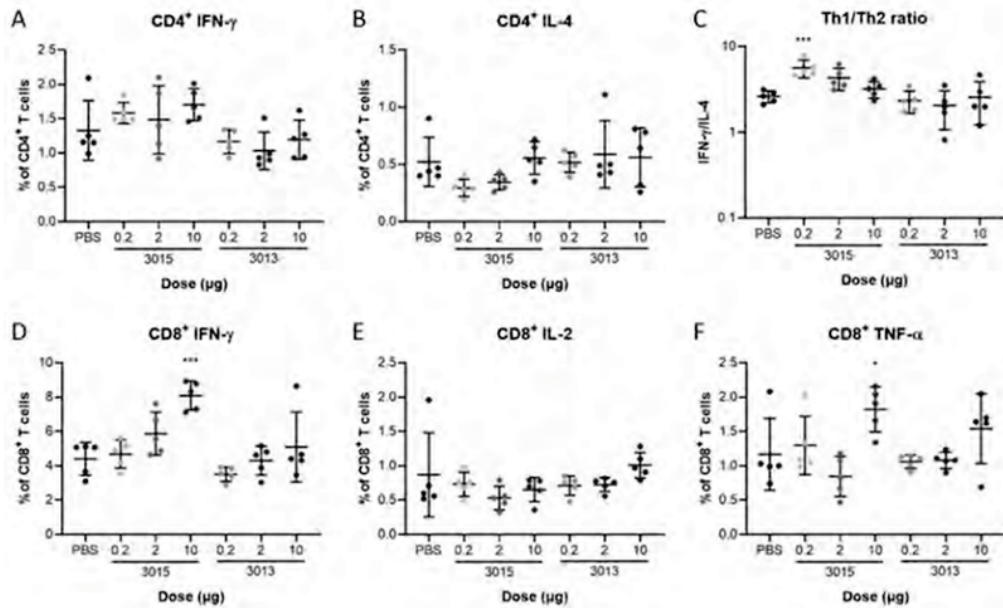 A
CD4⁺ IFN-γ
% of CD4⁺ T cells
2.5
2.0
1.5
1.0
0.5
0.0
PBS
0.2
2
10
0.2
2
10
3015
3013
Dose (µg)
B
CD4⁺ IL-4
% of CD4⁺ T cells
1.5
1.0
0.5
0.0
PBS
0.2
2
10
0.2
2
10
3015
3013
Dose (µg)
C
Th1/Th2 ratio
IFN-γ/IL-4
10
1
0.1
***
PBS
0.2
2
10
0.2
2
10
3015
3013
Dose (µg)
D
CD8⁺ IFN-γ
% of CD8⁺ T cells
10
8
6
4
2
0
***
PBS
0.2
2
10
0.2
2
10
3015
3013
Dose (µg)
E
CD8⁺ IL-2
% of CD8⁺ T cells
2.5
2.0
1.5
1.0
0.5
0.0
PBS
0.2
2
10
0.2
2
10
3015
3013
Dose (µg)
F
CD8⁺ TNF-α
% of CD8⁺ T cells
2.5
2.0
1.5
1.0
0.5
0.0
*
PBS
0.2
2
10
0.2
2
10
3015
3013
Dose (µg)